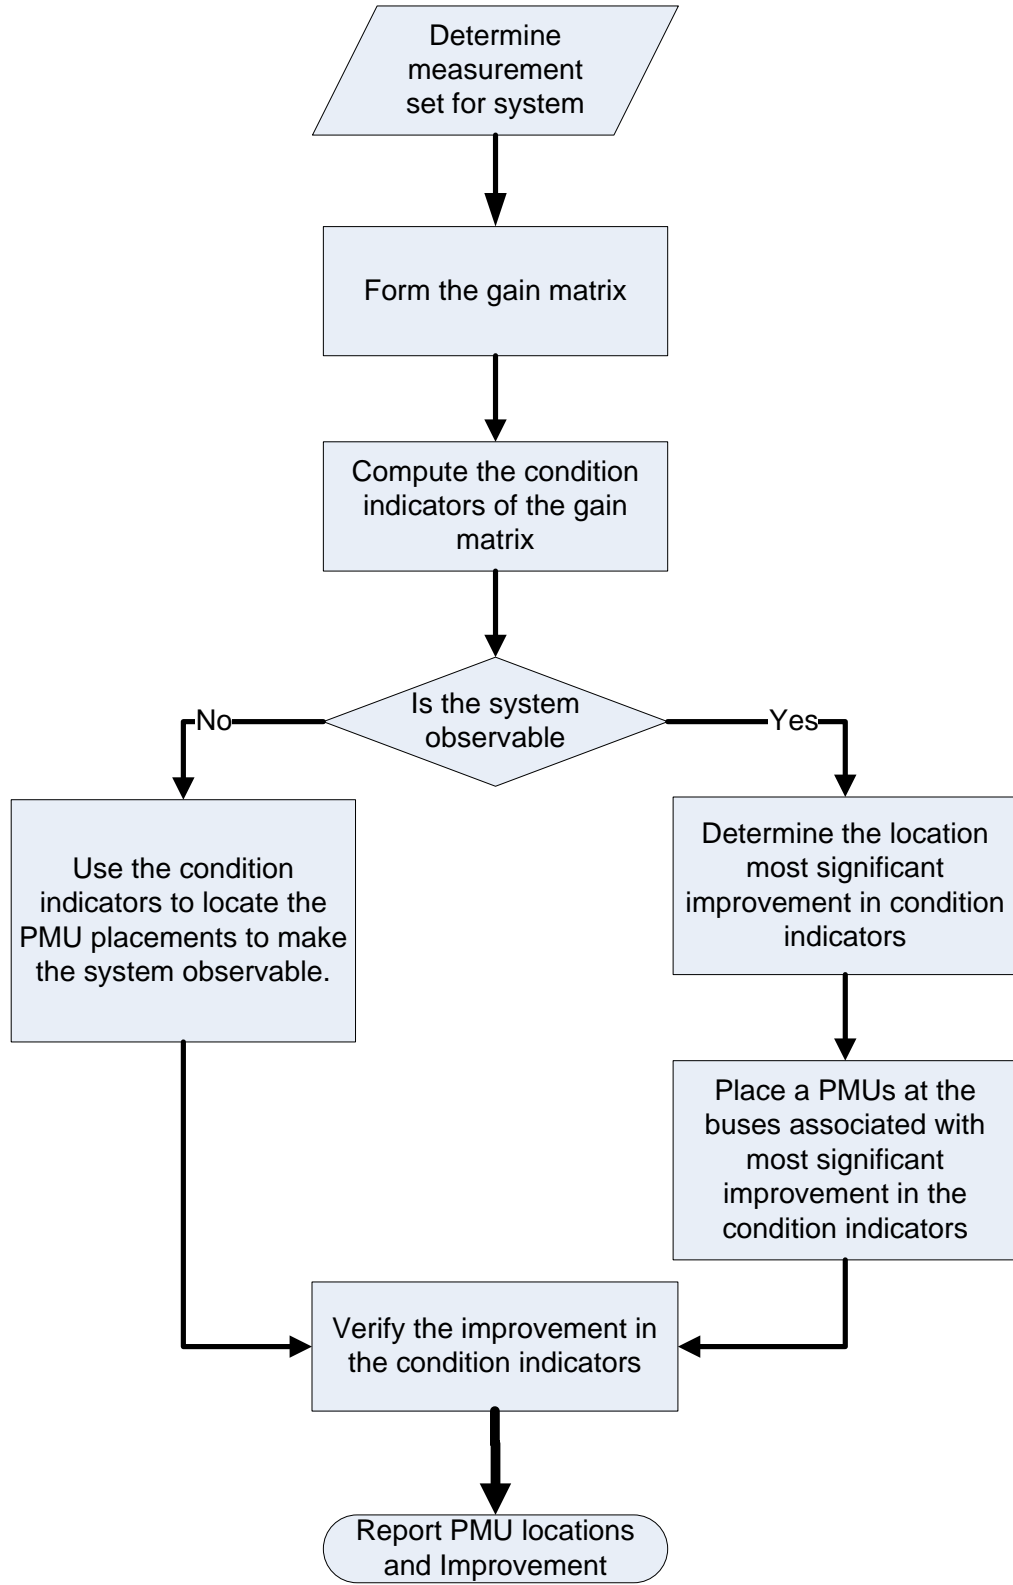 Determine
measurement
set for system
Form the gain matrix
Compute the condition
indicators of the gain
matrix
Is the system
observable
No
Yes
Use the condition
indicators to locate the
PMU placements to make
the system observable.
Determine the location
most significant
improvement in condition
indicators
Place a PMUs at the
buses associated with
most significant
improvement in the
condition indicators
Verify the improvement in
the condition indicators
Report PMU locations
and Improvement